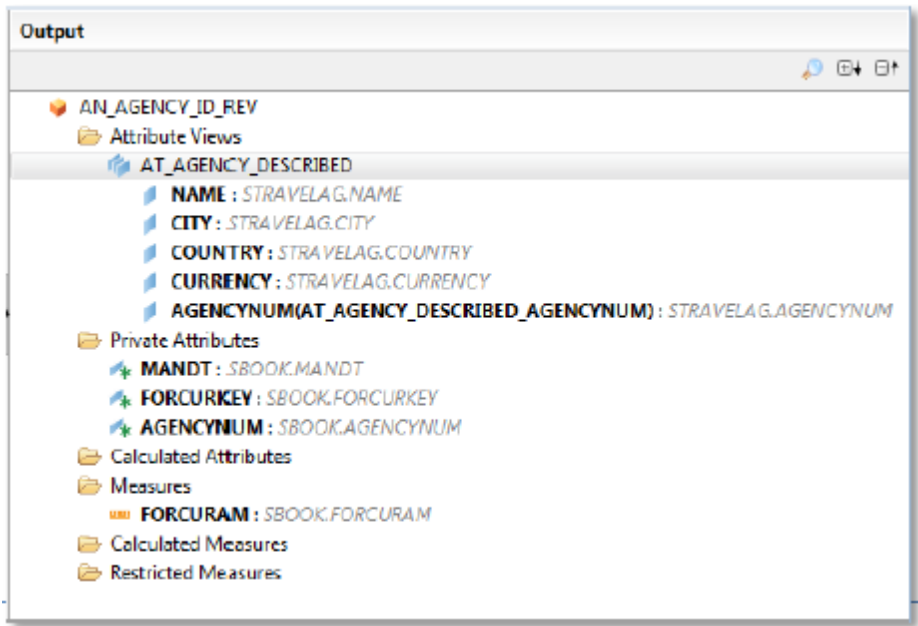 Output
AN_AGENCY_ID_REV
Attribute Views
AT_AGENCY_DESCRIBED
NAME : STRAVELAG.NAME
CITY : STRAVELAG.CITY
COUNTRY : STRAVELAG.COUNTRY
CURRENCY : STRAVELAG.CURRENCY
AGENCYNUM(AT_AGENCY_DESCRIBED_AGENCYNUM) : STRAVELAG.AGENCYNUM
Private Attributes
MANDT : SBOOK.MANDT
FORCURKEY : SBOOK.FORCURKEY
AGENCYNUM : SBOOK.AGENCYNUM
Calculated Attributes
Measures
FORCURAM : SBOOK.FORCURAM
Calculated Measures
Restricted Measures